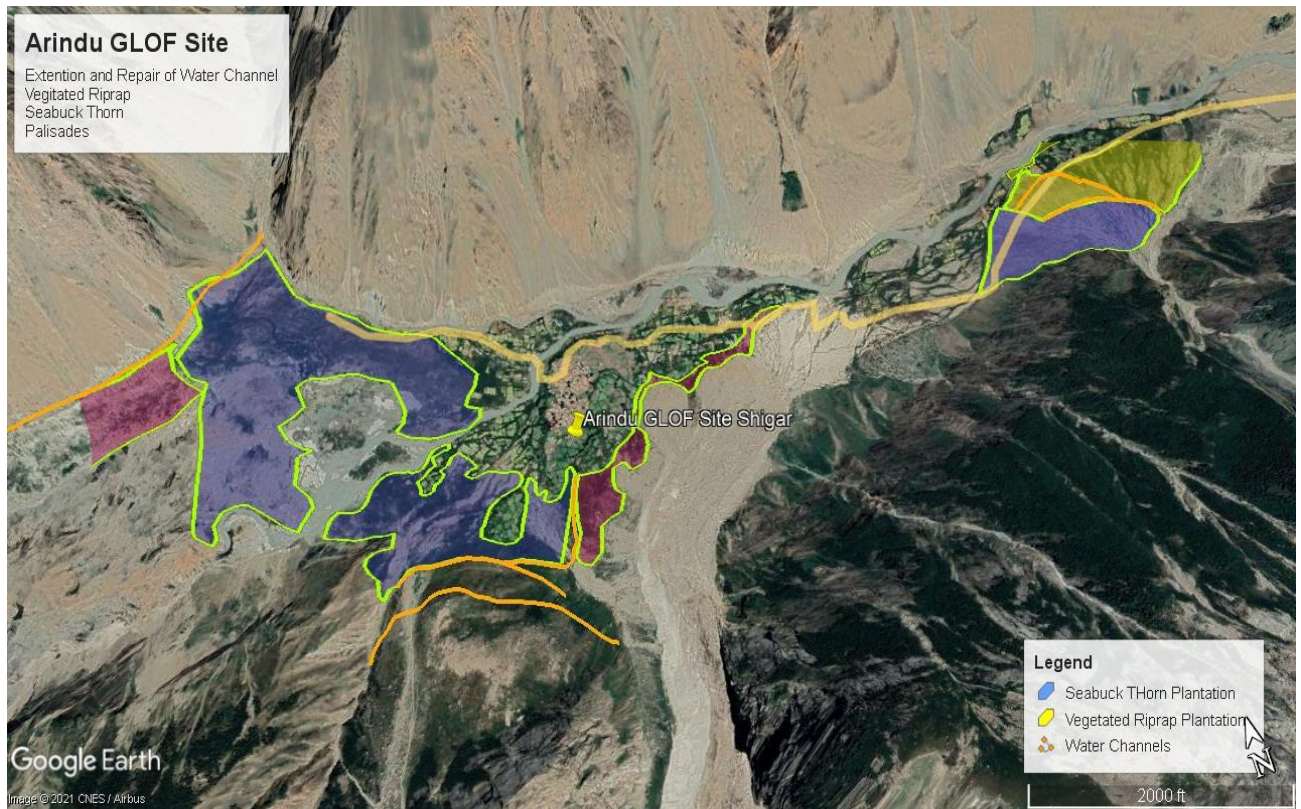 Arindu GLOF Site
Extention and Repair of Water Channel
Vegitated Riprap
Seabuck Thorn
Palisades
Arindu GLOF Site Shigar
Legend
Seabuck THorn Plantation
Vegetated Riprap Plantation
Water Channels
N
Google Earth
Image © 2021 CNES / Airbus
2000 ft